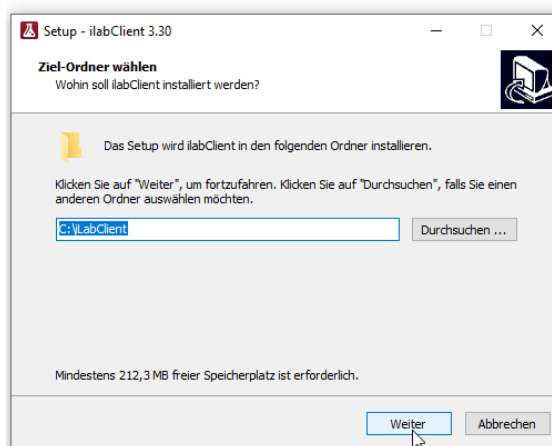 Setup - ilabClient 3.30
Ziel-Ordner wählen
Wohin soll ilabClient installiert werden?
Das Setup wird ilabClient in den folgenden Ordner installieren.
Klicken Sie auf "Weiter", um fortzufahren. Klicken Sie auf "Durchsuchen", falls Sie einen
anderen Ordner auswählen möchten.
C:\iLabClient
Durchsuchen ...
Mindestens 212,3 MB freier Speicherplatz ist erforderlich.
Weiter
Abbrechen